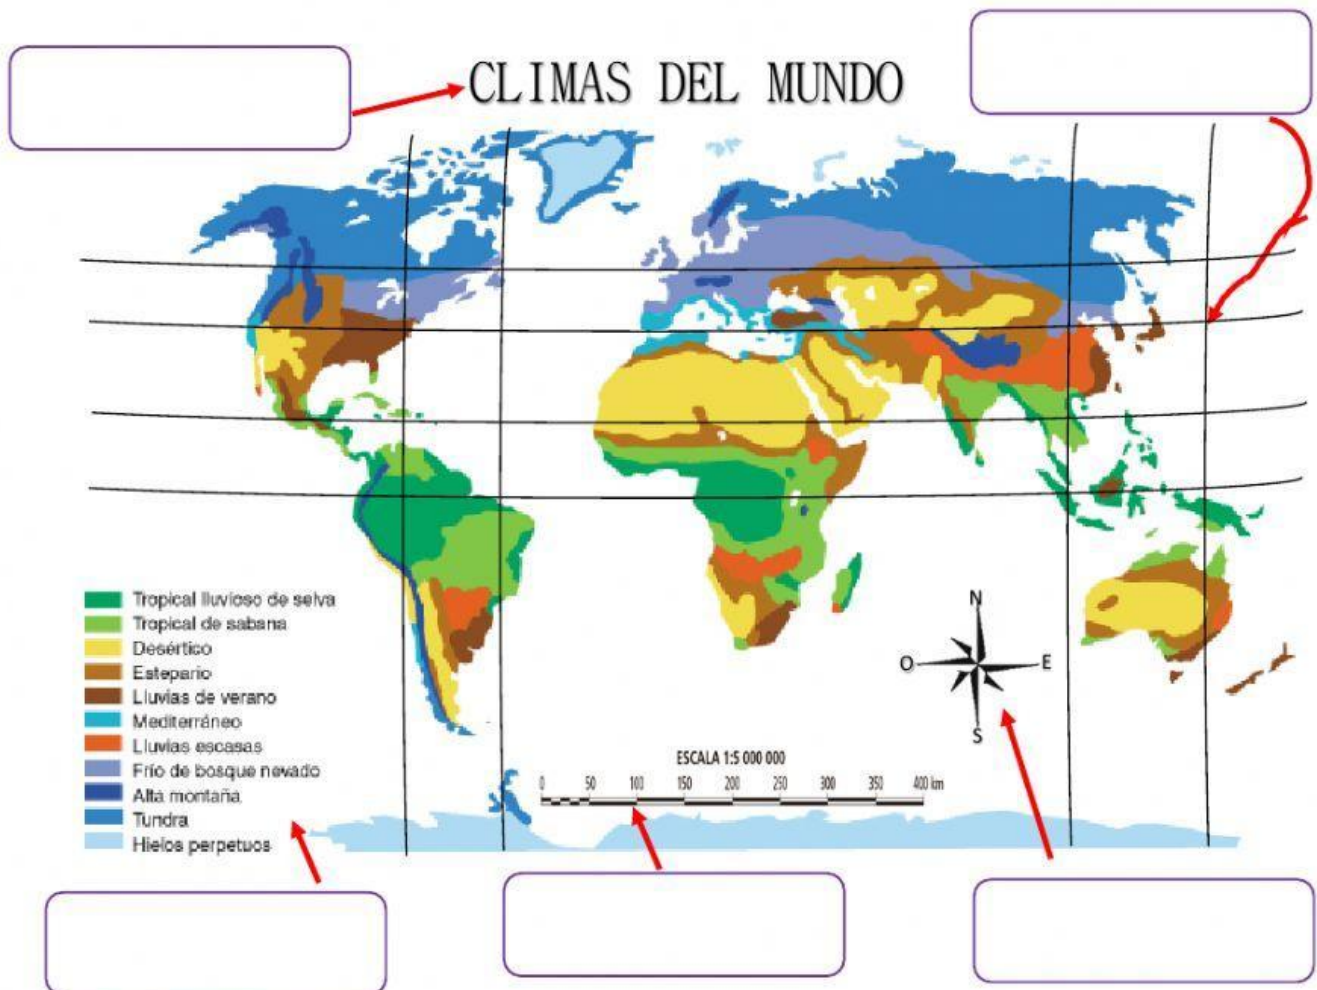 CLIMAS DEL MUNDO
Tropical lluvioso de selva
Tropical de sabana
Desértico
Estepario
Lluvias de verano
Mediterráneo
Lluvias escasas
Frío de bosque nevado
Alta montaña
Tundra
Hielos perpetuos
N
O E
S
ESCALA 1:5 000 000
0 50 100 150 200 250 300 350 400 km